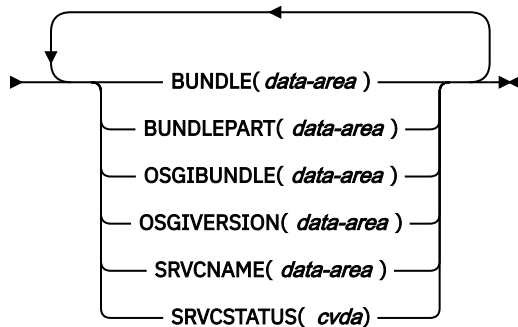 BUNDLE( data-area )
BUNDLEPART( data-area )
OSGIBUNDLE( data-area )
OSGIVERSION( data-area )
SRVCNAME( data-area )
SRVCSTATUS( cvda)